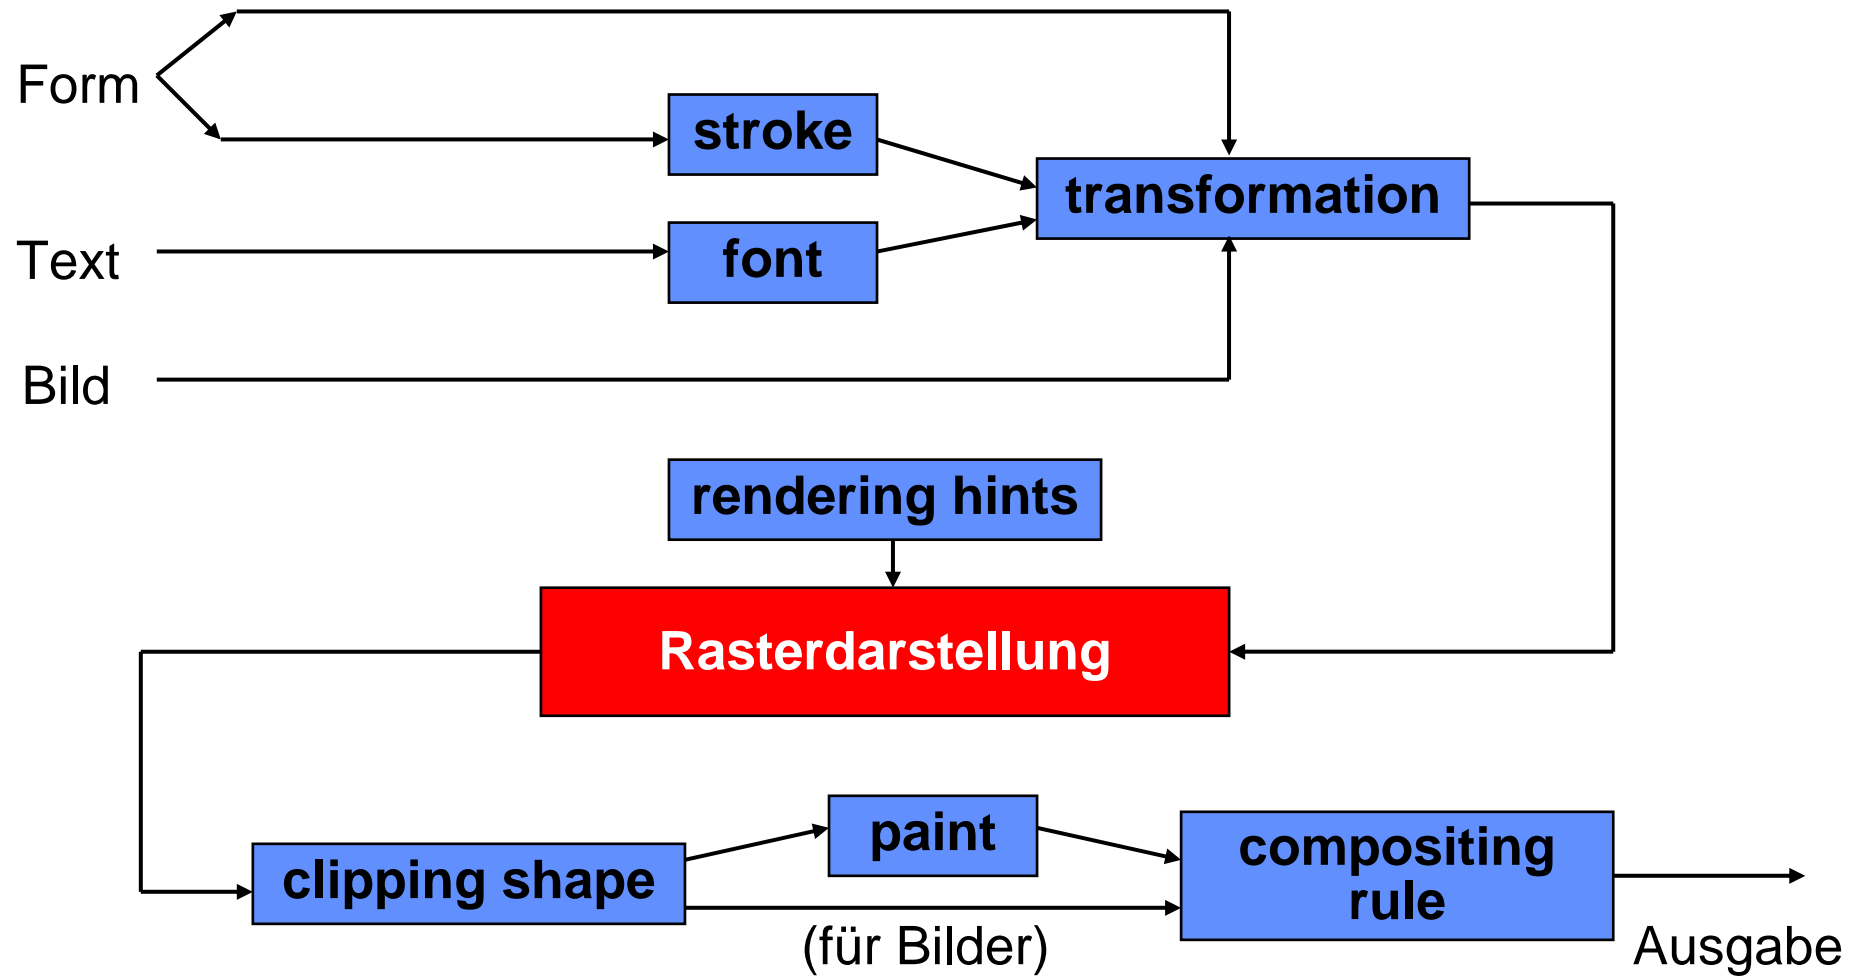 Form
stroke
transformation
Text
font
Bild
rendering hints
Rasterdarstellung
paint
compositing
rule
clipping shape
(für Bilder)
Ausgabe